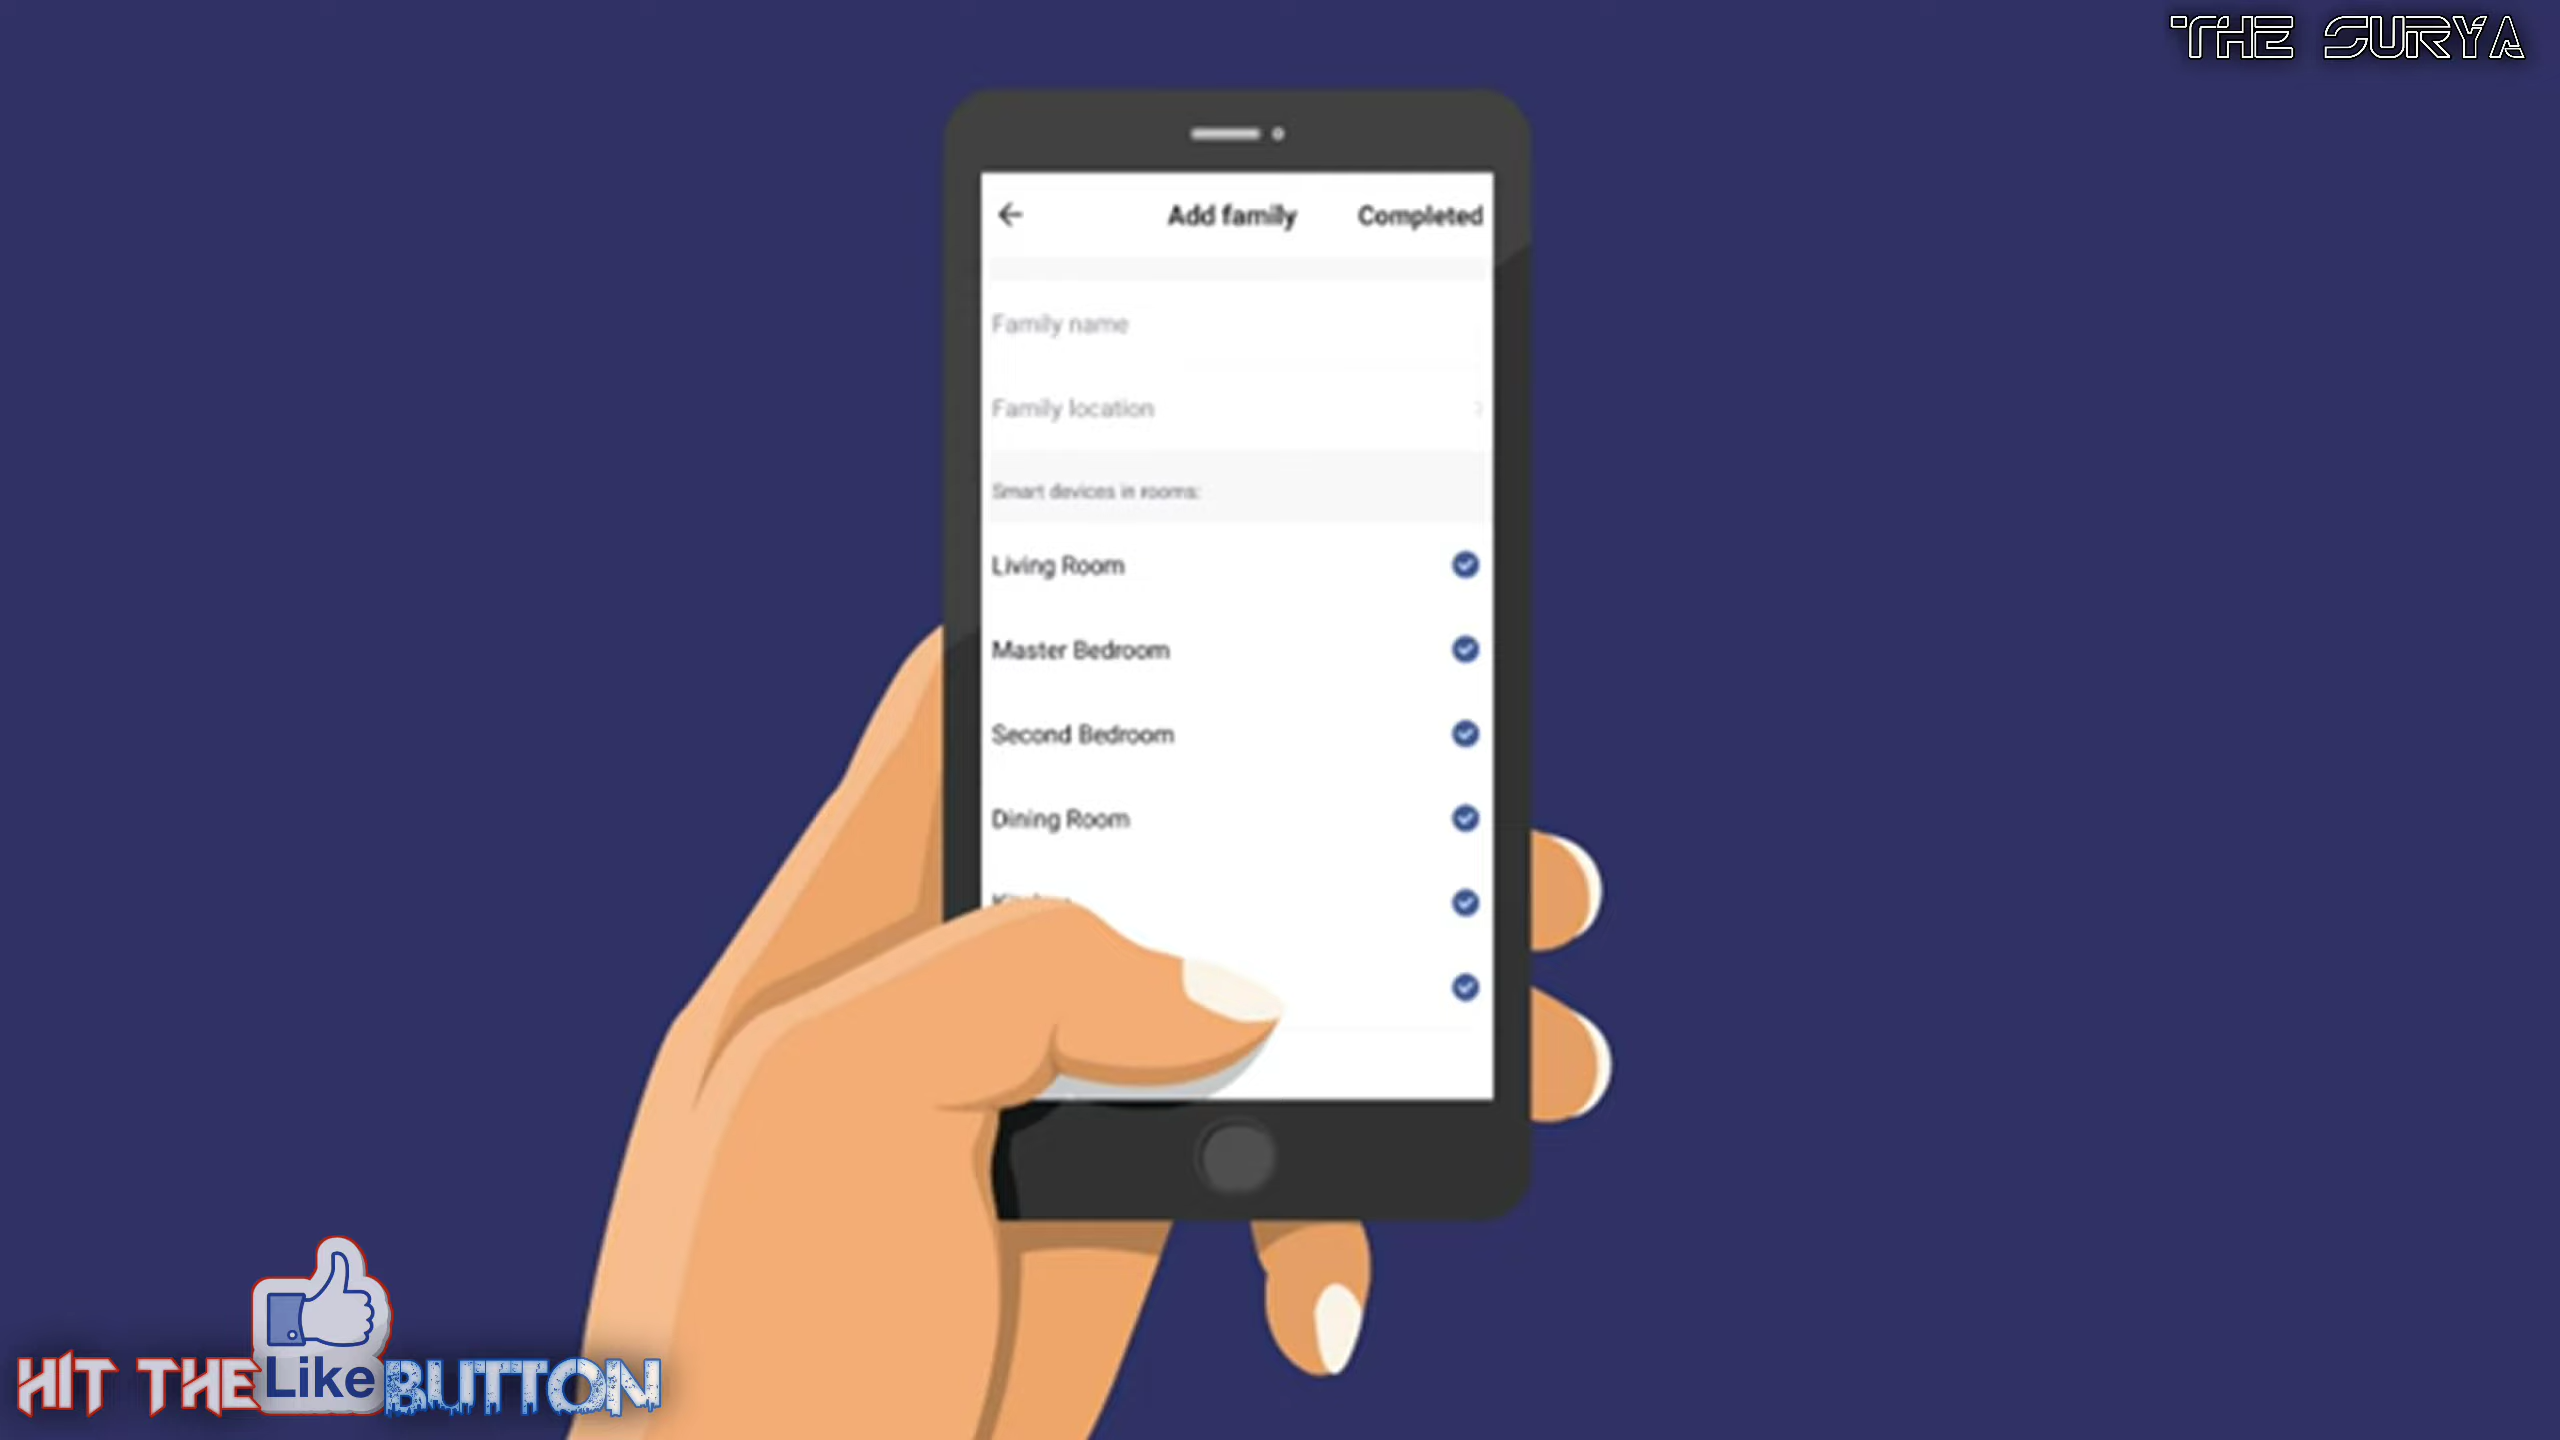 THE SURYA
Add family Completed
Family name
Family location
Smart devices in rooms:
Living Room
Master Bedroom
Second Bedroom
Dining Room
HIT THE Like BUTTON